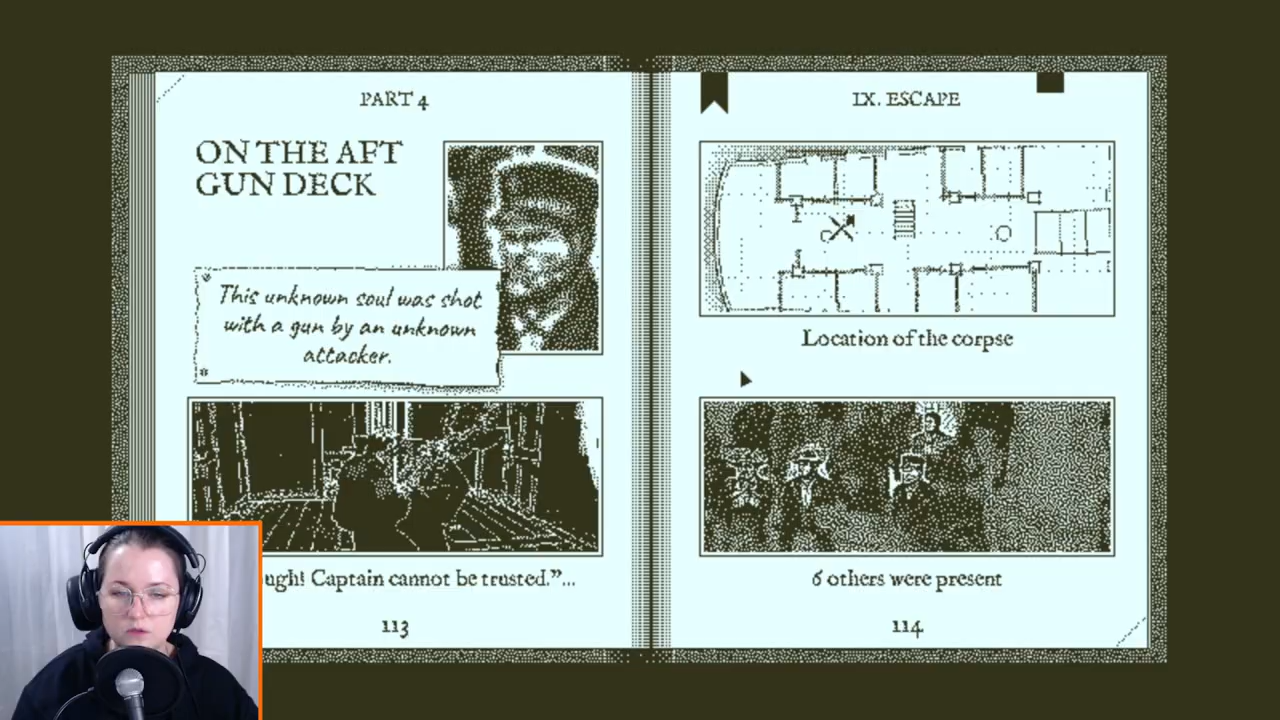 PART 4
ON THE AFT
GUN DECK
This unknown soul was shot
with a gun by an unknown
attacker.
ugh! Captain cannot be trusted."...
113
IX. ESCAPE
Location of the corpse
6 others were present
114